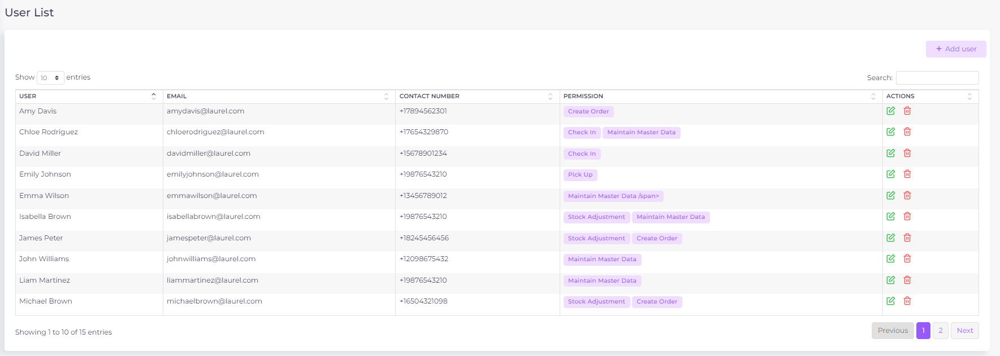 User List
+ Add user
Show 10 entries Search:
USER EMAIL CONTACT NUMBER PERMISSION ACTIONS
Amy Davis amydavis@laurel.com +17894562301 Create Order
Chloe Rodriguez chloerodriguez@laurel.com +17654329870 Check In Maintain Master Data
David Miller davidmiller@laurel.com +15678901234 Check In
Emily Johnson emilyjohnson@laurel.com +19876543210 Pick Up
Emma Wilson emmawilson@laurel.com +13456789012 Maintain Master Data /span>
Isabella Brown isabellabrown@laurel.com +19876543210 Stock Adjustment Maintain Master Data
James Peter jamespeter@laurel.com +18245456456 Stock Adjustment Create Order
John Williams johnwilliams@laurel.com +12098675432 Maintain Master Data
Liam Martinez liammartinez@laurel.com +19876543210 Maintain Master Data
Michael Brown michaelbrown@laurel.com +16504321098 Stock Adjustment Create Order
Showing 1 to 10 of 15 entries Previous 1 2 Next